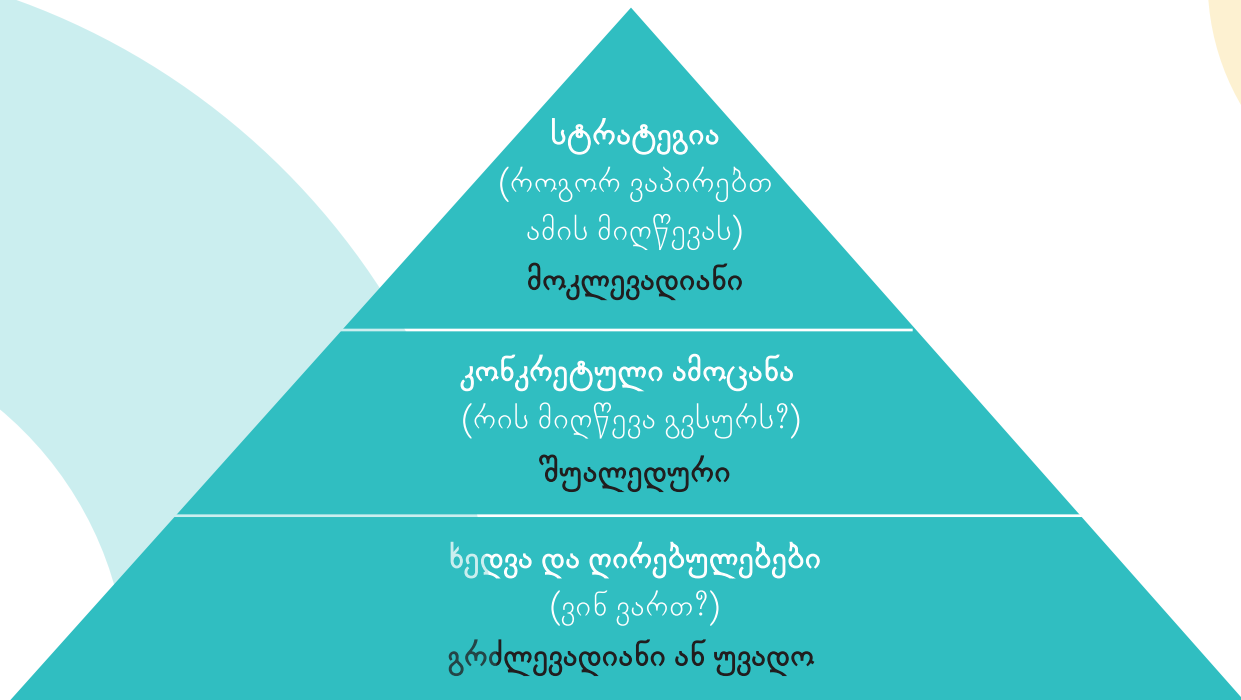 სტრატეგია
(როგორ ვაპირებთ
ამის მიღწევას)
მოკლევადიანი
კონკრეტული ამოცანა
(რის მიღწევა გვსურს?)
შუალედური
ხედვა და ღირებულებები
(ვინ ვართ?)
გრძლევადიანი ან უვადო